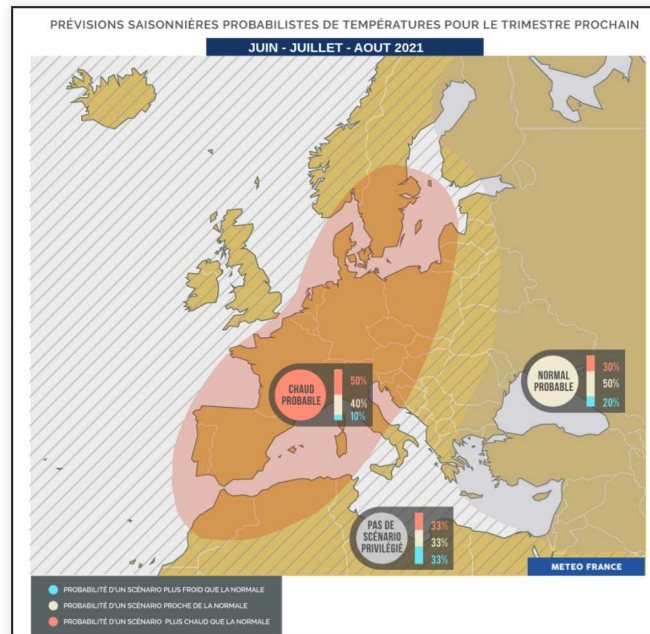 PRÉVISIONS SAISONNIÈRES PROBABILISTES DE TEMPÉRATURES POUR LE TRIMESTRE PROCHAIN
JUIN - JUILLET - AOUT 2021
CHAUD
PROBABLE
50%
40%
10%
NORMAL
PROBABLE
30%
50%
20%
PAS DE
SCÉNARIO
PRIVILÉGIÉ
33%
33%
33%
METEO FRANCE
PROBABILITÉ D'UN SCÉNARIO PLUS FROID QUE LA NORMALE
PROBABILITÉ D'UN SCÉNARIO PROCHE DE LA NORMALE
PROBABILITÉ D'UN SCÉNARIO PLUS CHAUD QUE LA NORMALE